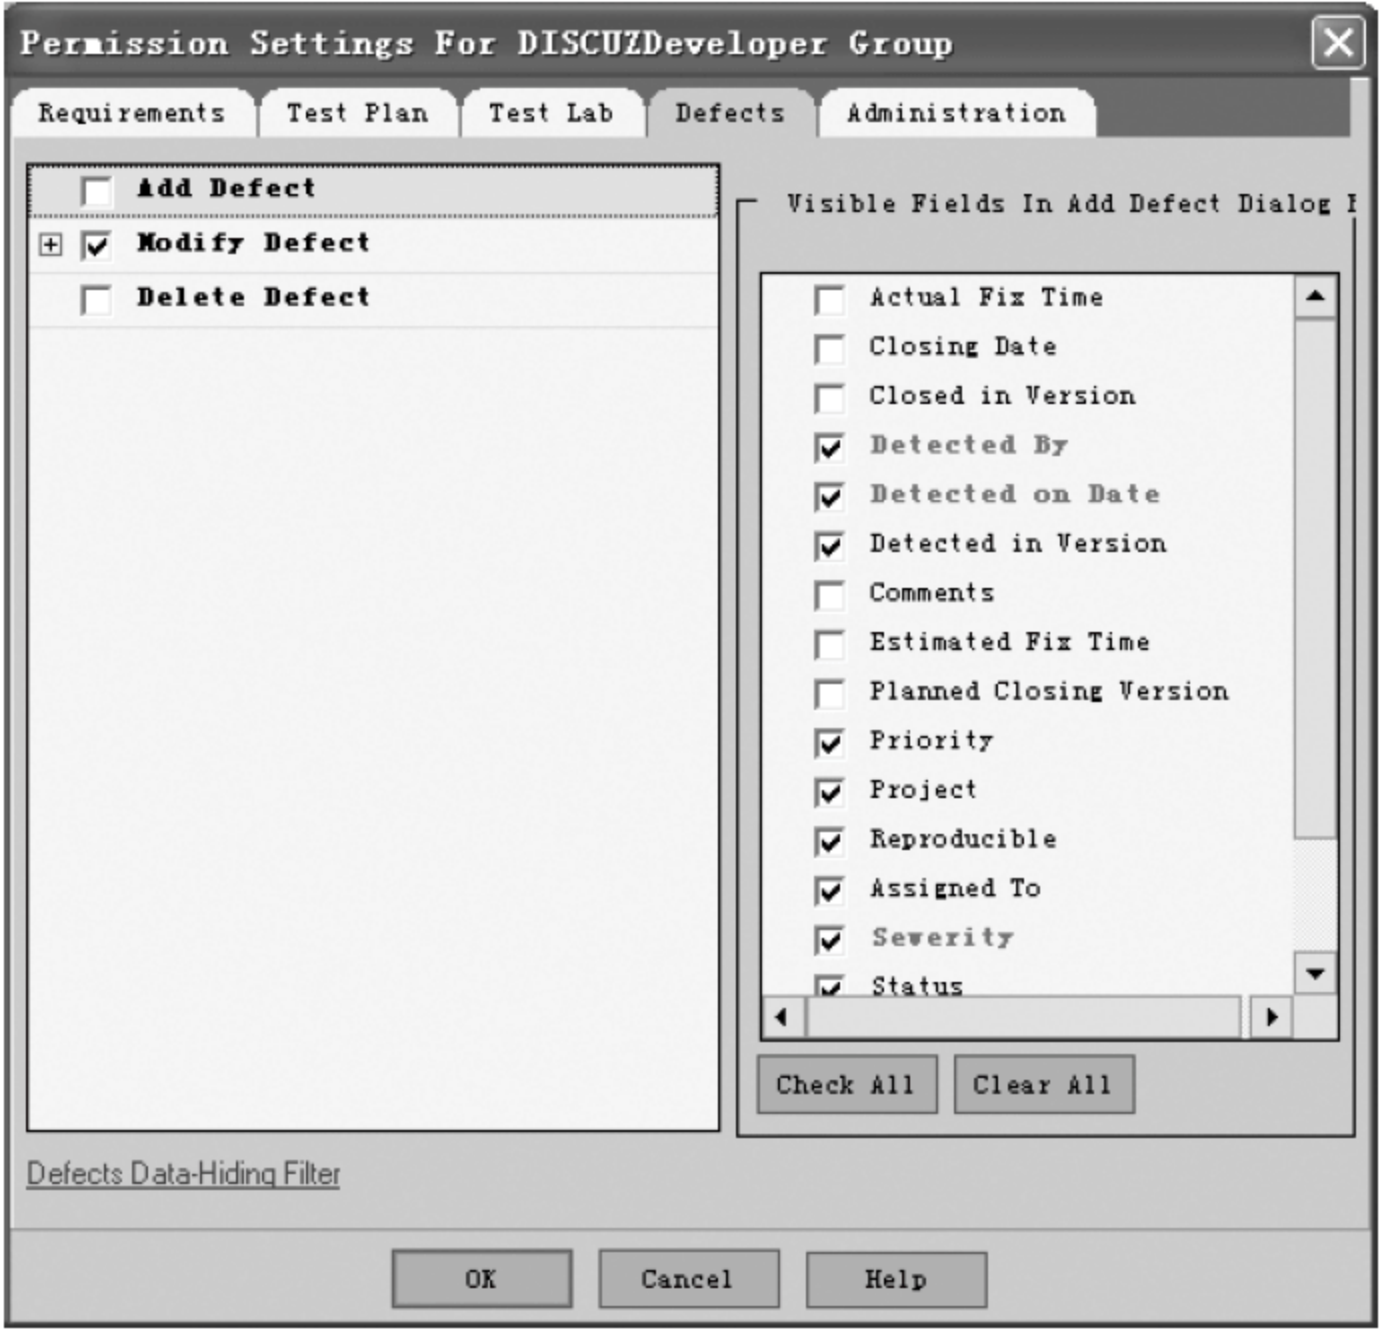 Permission Settings For DISCUZDeveloper Group
Requirements
Test Plan
Test Lab
Defects
Administration
Add Defect
Modify Defect
Delete Defect
Visible Fields In Add Defect Dialog
Actual Fix Time
Closing Date
Closed in Version
Detected By
Detected on Date
Detected in Version
Comments
Estimated Fix Time
Planned Closing Version
Priority
Project
Reproducible
Assigned To
Severity
Status
Check All
Clear All
Defects Data-Hiding Filter
OK
Cancel
Help